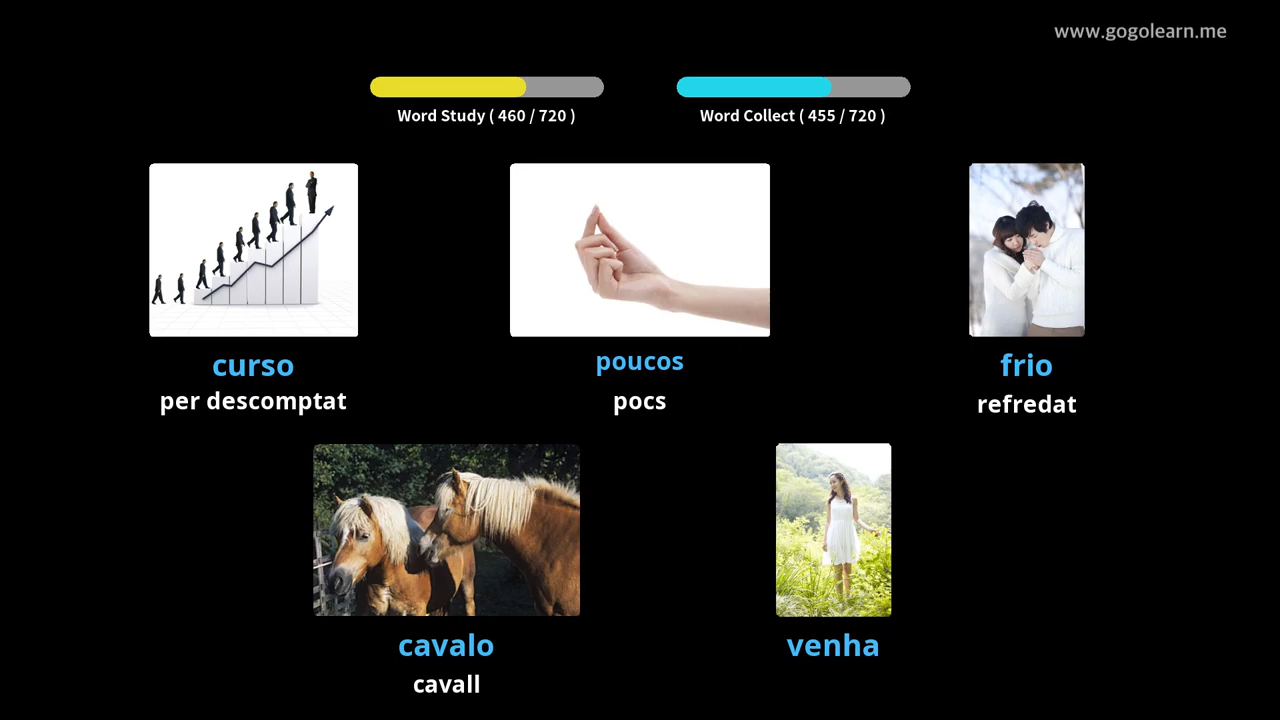 www.gogolearn.me
Word Study ( 460 / 720 )
Word Collect ( 455 / 720 )
curso
per descomptat
poucos
pocs
frio
refredat
cavalo
cavall
venha